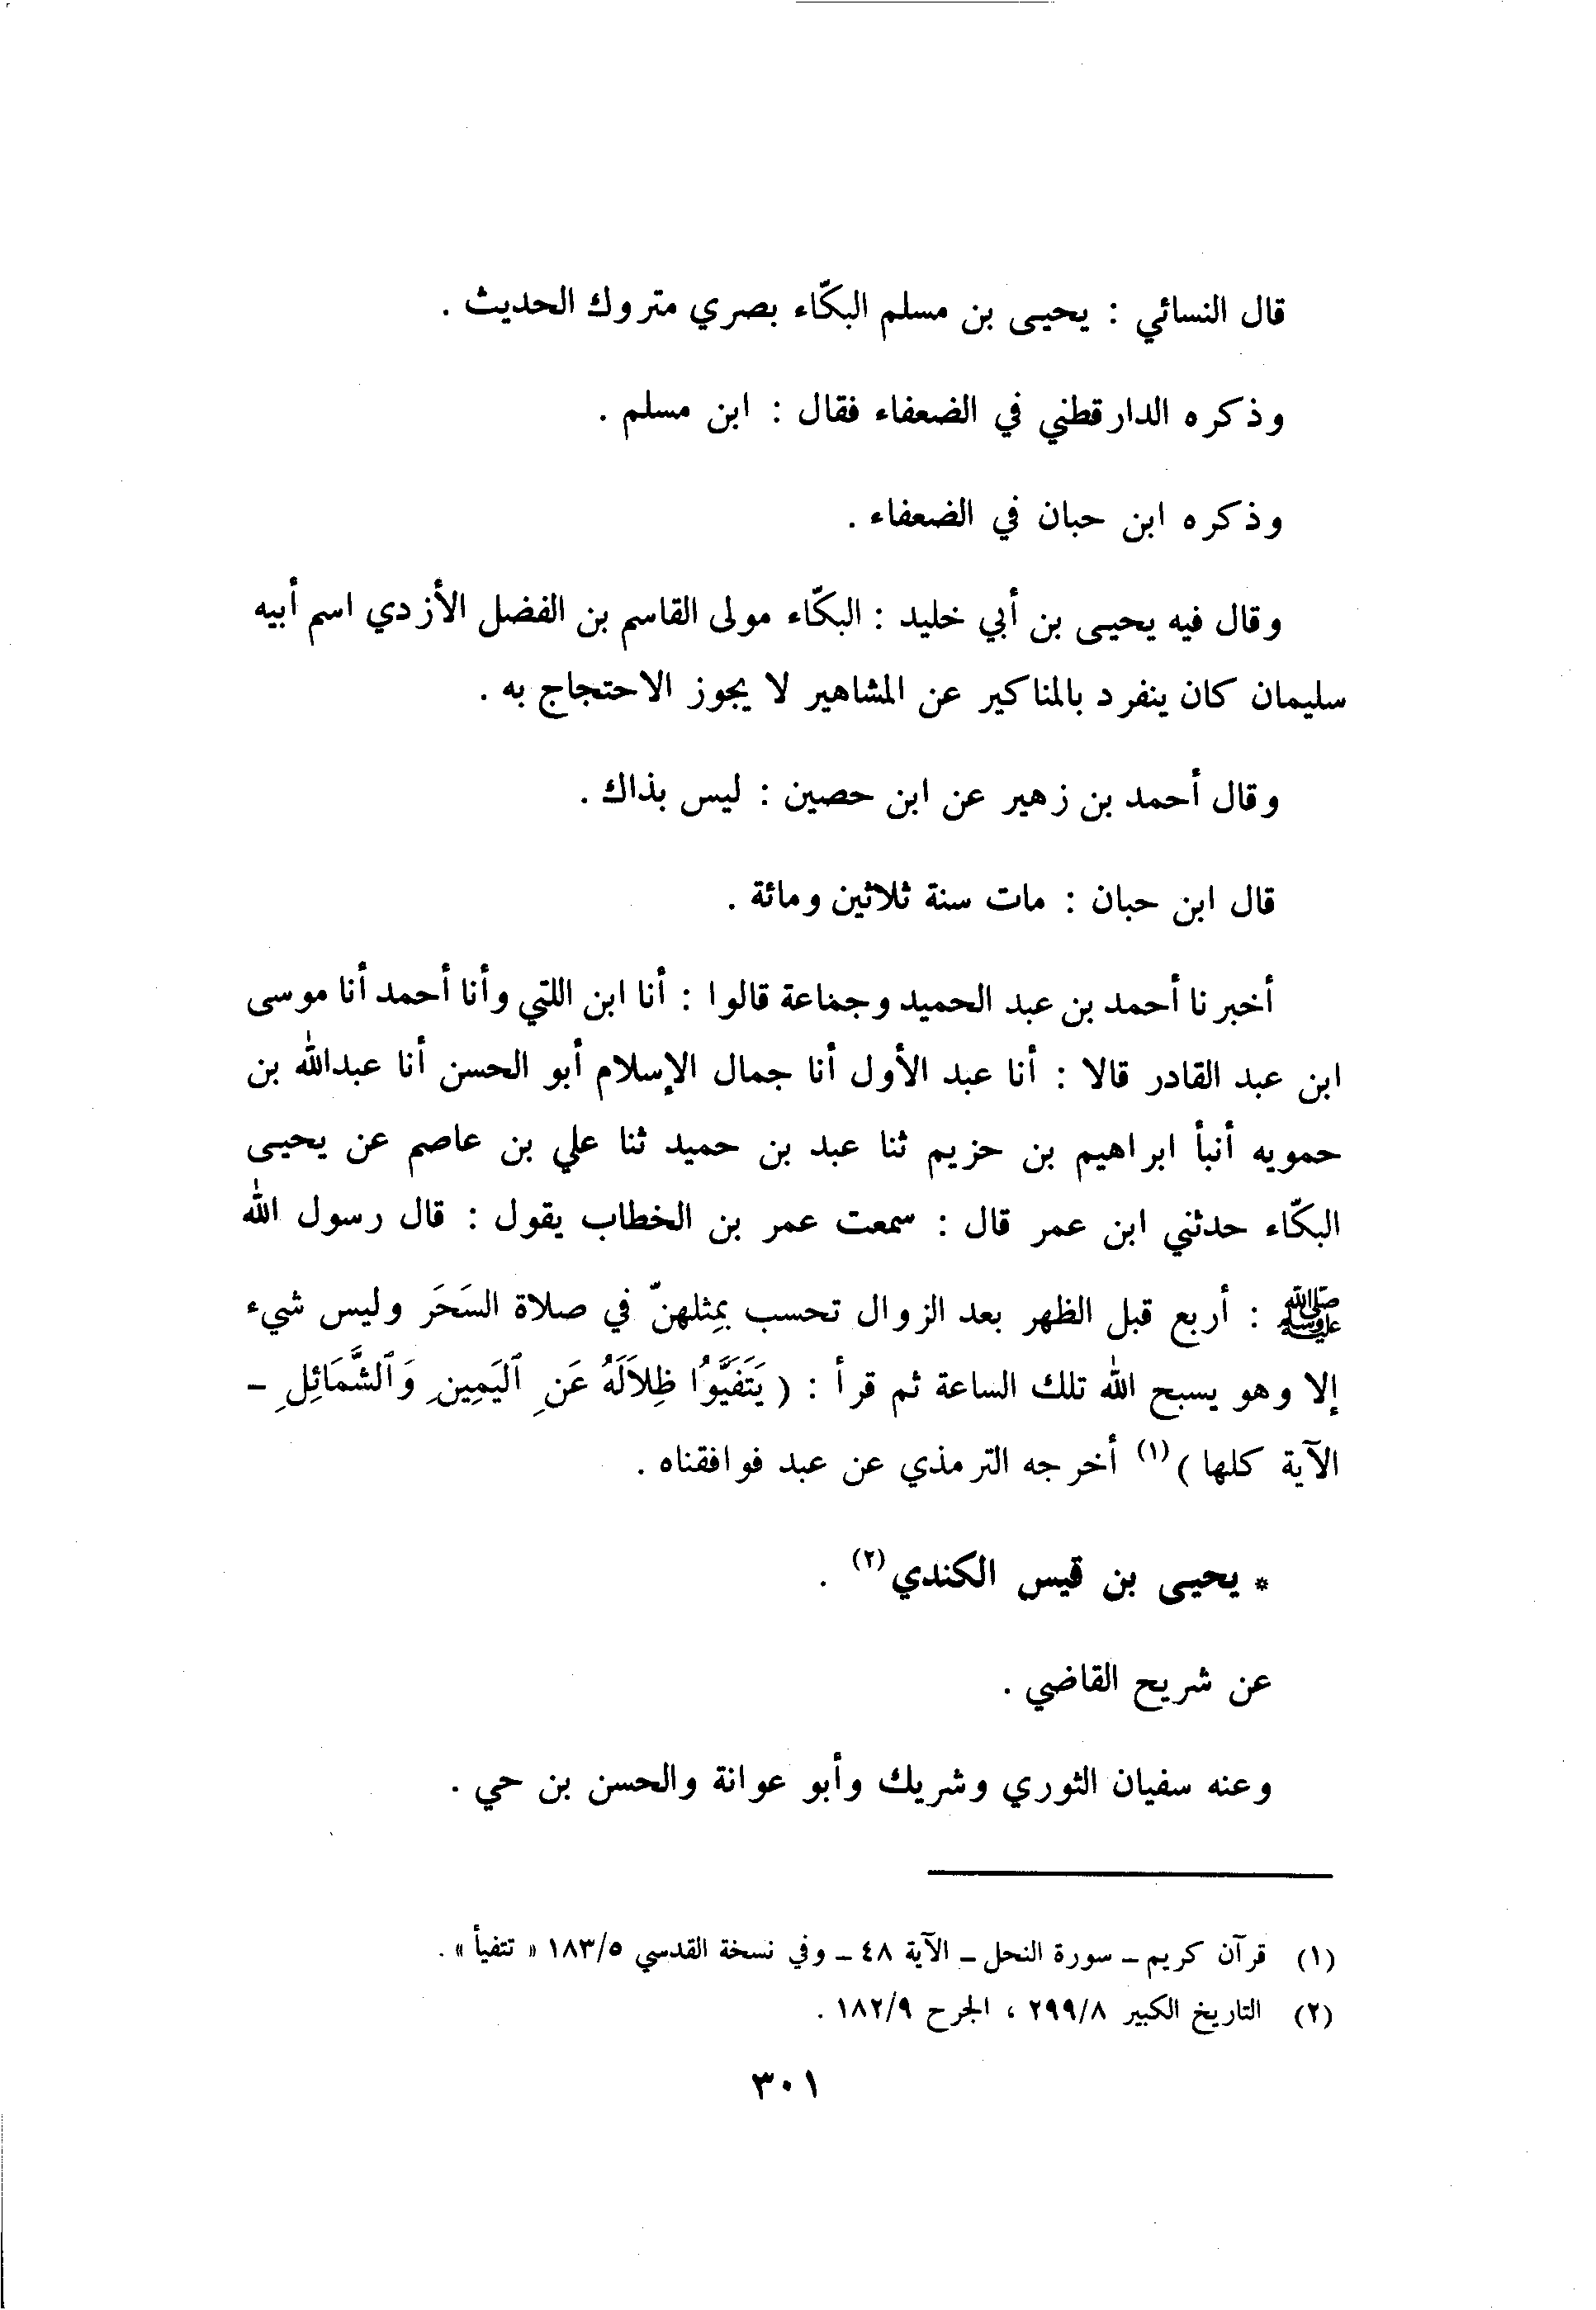 قال النسائي : يحيى بن مسلم البكّاء بصري متروك الحديث .
وذكره الدارقطني في الضعفاء فقال : ابن مسلم .
وذكره ابن حبان في الضعفاء .
وقال فيه يحيى بن أبي خليد : البكّاء مولى القاسم بن الفضل الأزدي اسم أبيه
سليمان كان ينفرد بالمناكير عن المشاهير لا يجوز الاحتجاج به .
وقال أحمد بن زهير عن ابن حصين : ليس بذاك .
قال ابن حبان : مات سنة ثلاثين ومائة .
أخبرنا أحمد بن عبد الحميد وجماعة قالوا : أنا ابن اللتي وأنا أحمد أنا موسى
ابن عبد القادر قالا : أنا عبد الأول أنا جمال الإسلام أبو الحسن أنا عبدالله بن
حمويه أنبأ ابراهيم بن حزيم ثنا عبد بن حميد ثنا علي بن عاصم عن يحيى
البكّاء حدثني ابن عمر قال : سمعت عمر بن الخطاب يقول : قال رسول الله
ﷺ : أربع قبل الظهر بعد الزوال تحسب بمِثلهنّ في صلاة السَحَر وليس شيء
إلا وهو يسبح الله تلك الساعة ثم قرأ : ( يَتَفَيَّوُا ظِلاَلَهُ عَنِ ٱليَمِينِ وَٱلشَّمَائِلِ -
الآية كلها )(١) أخرجه الترمذي عن عبد فوافقناه .
* يحيى بن قيس الكندي(٢) .
عن شريح القاضي .
وعنه سفيان الثوري وشريك وأبو عوانة والحسن بن حي .
(١) قرآن كريم - سورة النحل - الآية ٤٨ - وفي نسخة القدسي ١٨٣/٥ « تتفيأ » .
(٢) التاريخ الكبير ٢٩٩/٨ ، الجرح ١٨٢/٩ .
٣٠١